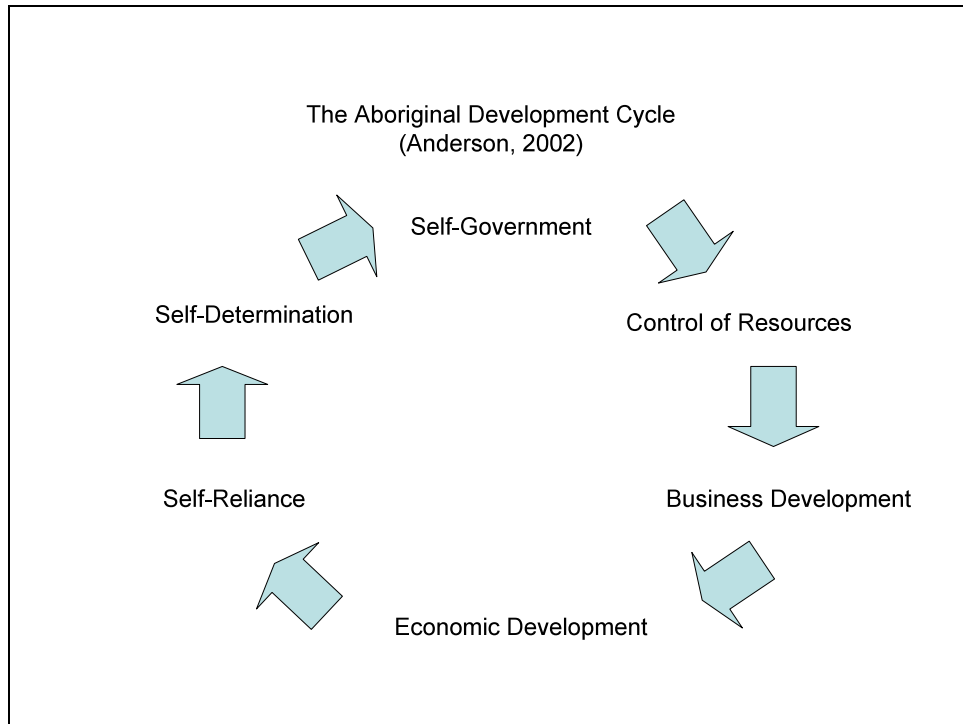 The Aboriginal Development Cycle
(Anderson, 2002)
Self-Government
Control of Resources
Business Development
Economic Development
Self-Reliance
Self-Determination